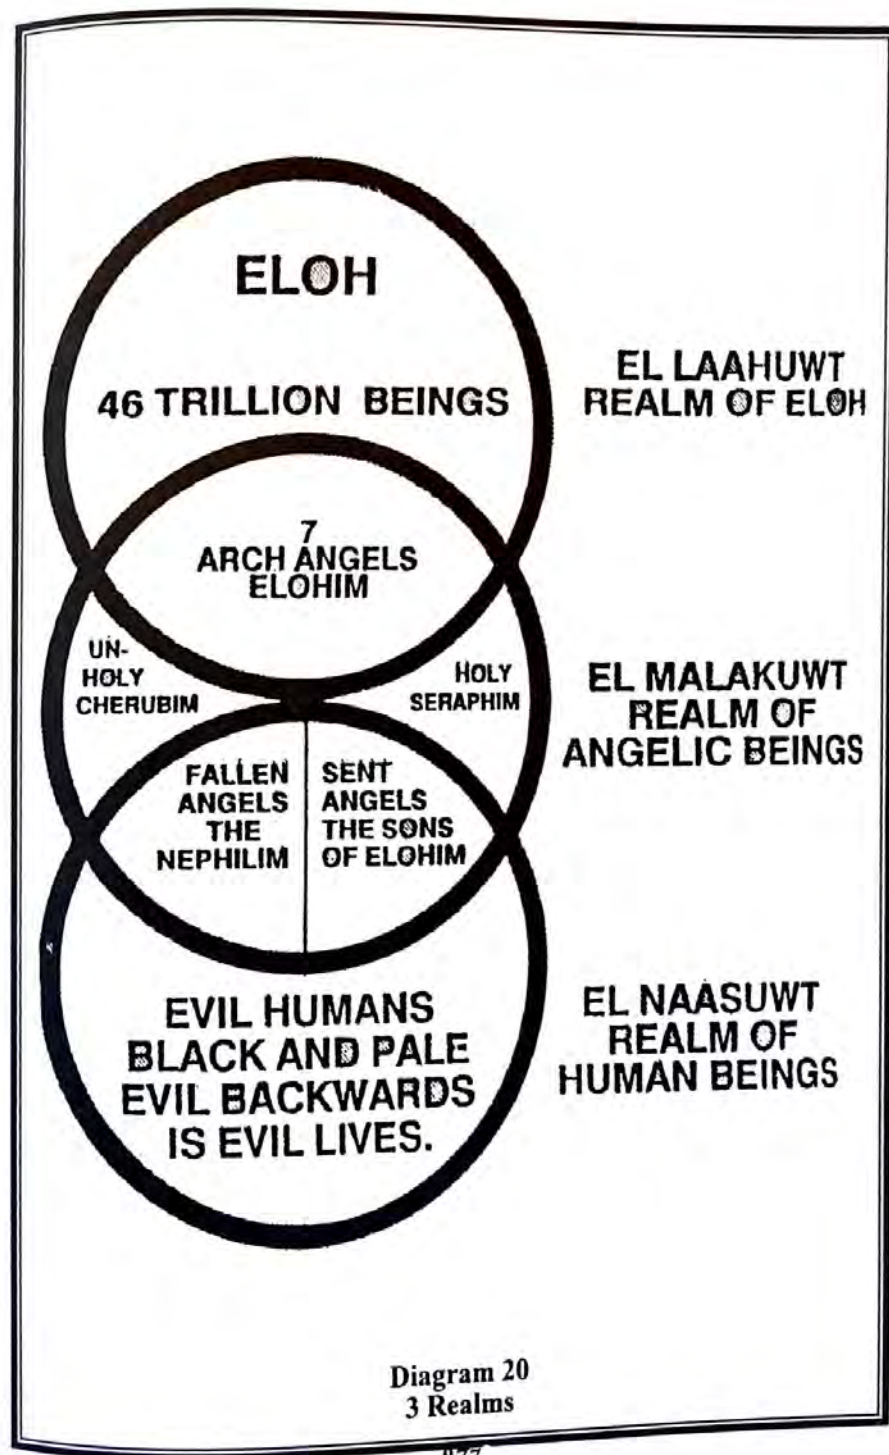 ELOH
46 TRILLION BEINGS
EL LAAHUWT
REALM OF ELOH
7
ARCH ANGELS
ELOHIM
UN-
HOLY
CHERUBIM
HOLY
SERAPHIM
EL MALAKUWT
REALM OF
ANGELIC BEINGS
FALLEN
ANGELS
THE
NEPHILIM
SENT
ANGELS
THE SONS
OF ELOHIM
EVIL HUMANS
BLACK AND PALE
EVIL BACKWARDS
IS EVIL LIVES.
EL NAASUWT
REALM OF
HUMAN BEINGS
Diagram 20
3 Realms